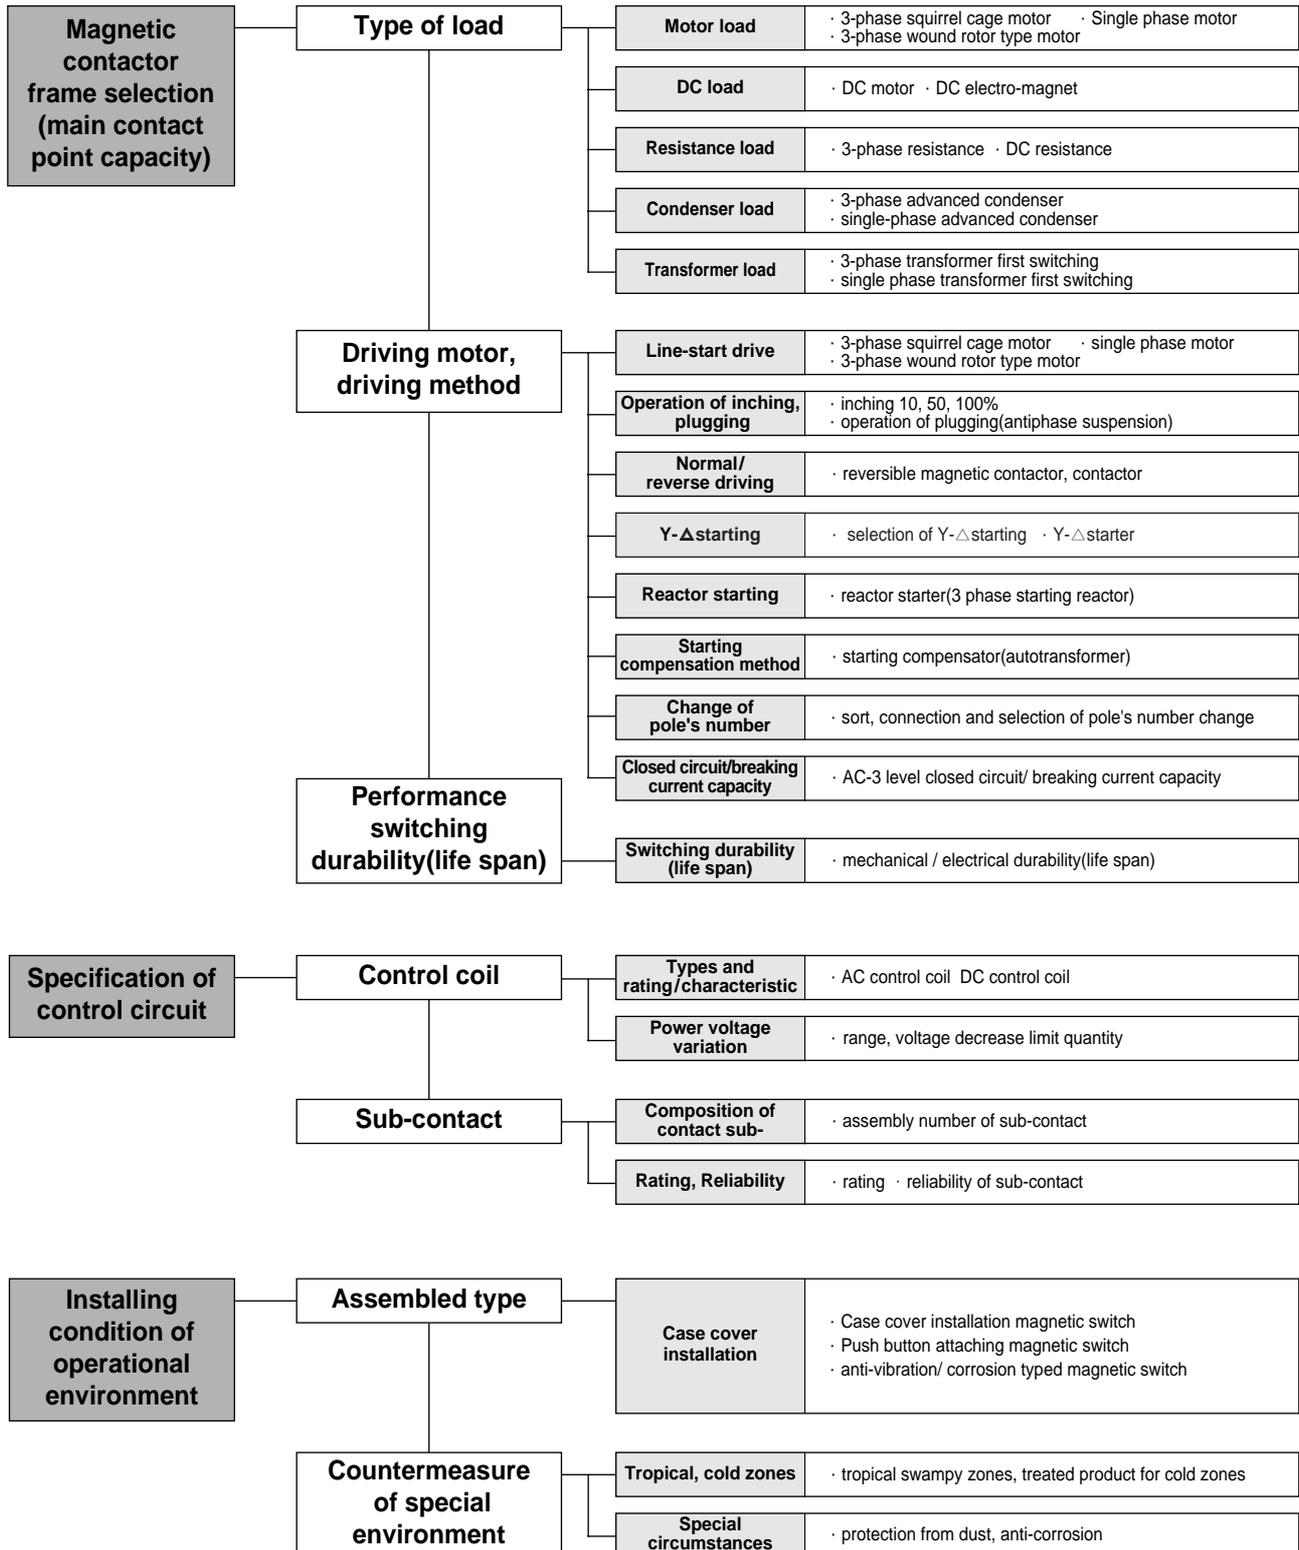 Magnetic
contactor
frame selection
(main contact
point capacity)
Type of load
Motor load
· 3-phase squirrel cage motor · Single phase motor
· 3-phase wound rotor type motor
DC load
· DC motor · DC electro-magnet
Resistance load
· 3-phase resistance · DC resistance
Condenser load
· 3-phase advanced condenser
· single-phase advanced condenser
Transformer load
· 3-phase transformer first switching
· single phase transformer first switching
Driving motor,
driving method
Line-start drive
· 3-phase squirrel cage motor · single phase motor
· 3-phase wound rotor type motor
Operation of inching,
plugging
· inching 10, 50, 100%
· operation of plugging(antiphase suspension)
Normal/
reverse driving
· reversible magnetic contactor, contactor
Y-△starting
· selection of Y-△starting · Y-△starter
Reactor starting
· reactor starter(3 phase starting reactor)
Starting
compensation method
· starting compensator(autotransformer)
Change of
pole's number
· sort, connection and selection of pole's number change
Closed circuit/breaking
current capacity
· AC-3 level closed circuit/ breaking current capacity
Performance
switching
durability(life span)
Switching durability
(life span)
· mechanical / electrical durability(life span)
Specification of
control circuit
Control coil
Types and
rating/characteristic
· AC control coil DC control coil
Power voltage
variation
· range, voltage decrease limit quantity
Sub-contact
Composition of
contact sub-
· assembly number of sub-contact
Rating, Reliability
· rating · reliability of sub-contact
Installing
condition of
operational
environment
Assembled type
Case cover
installation
· Case cover installation magnetic switch
· Push button attaching magnetic switch
· anti-vibration/ corrosion typed magnetic switch
Countermeasure
of special
environment
Tropical, cold zones
· tropical swampy zones, treated product for cold zones
Special
circumstances
· protection from dust, anti-corrosion